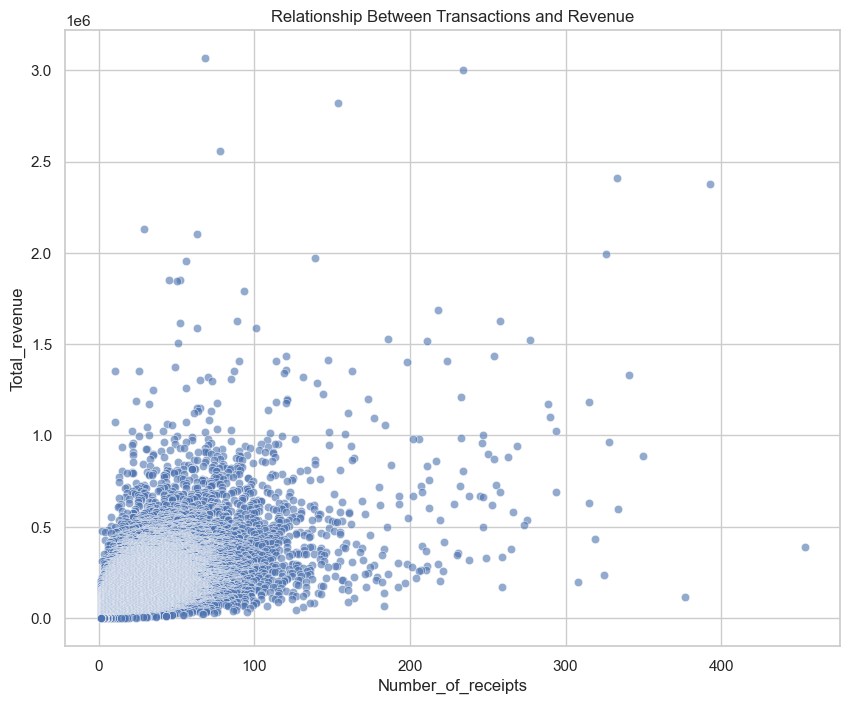 Relationship Between Transactions and Revenue
1e6
3.0
2.5
2.0
1.5
1.0
0.5
0.0
Total_revenue
0 100 200 300 400
Number_of_receipts